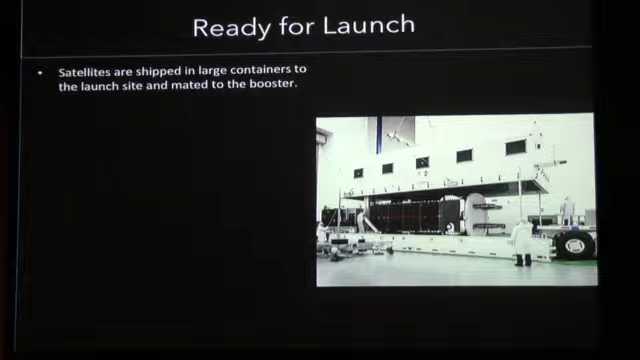 Ready for Launch
• Satellites are shipped in large containers to
the launch site and mated to the booster.